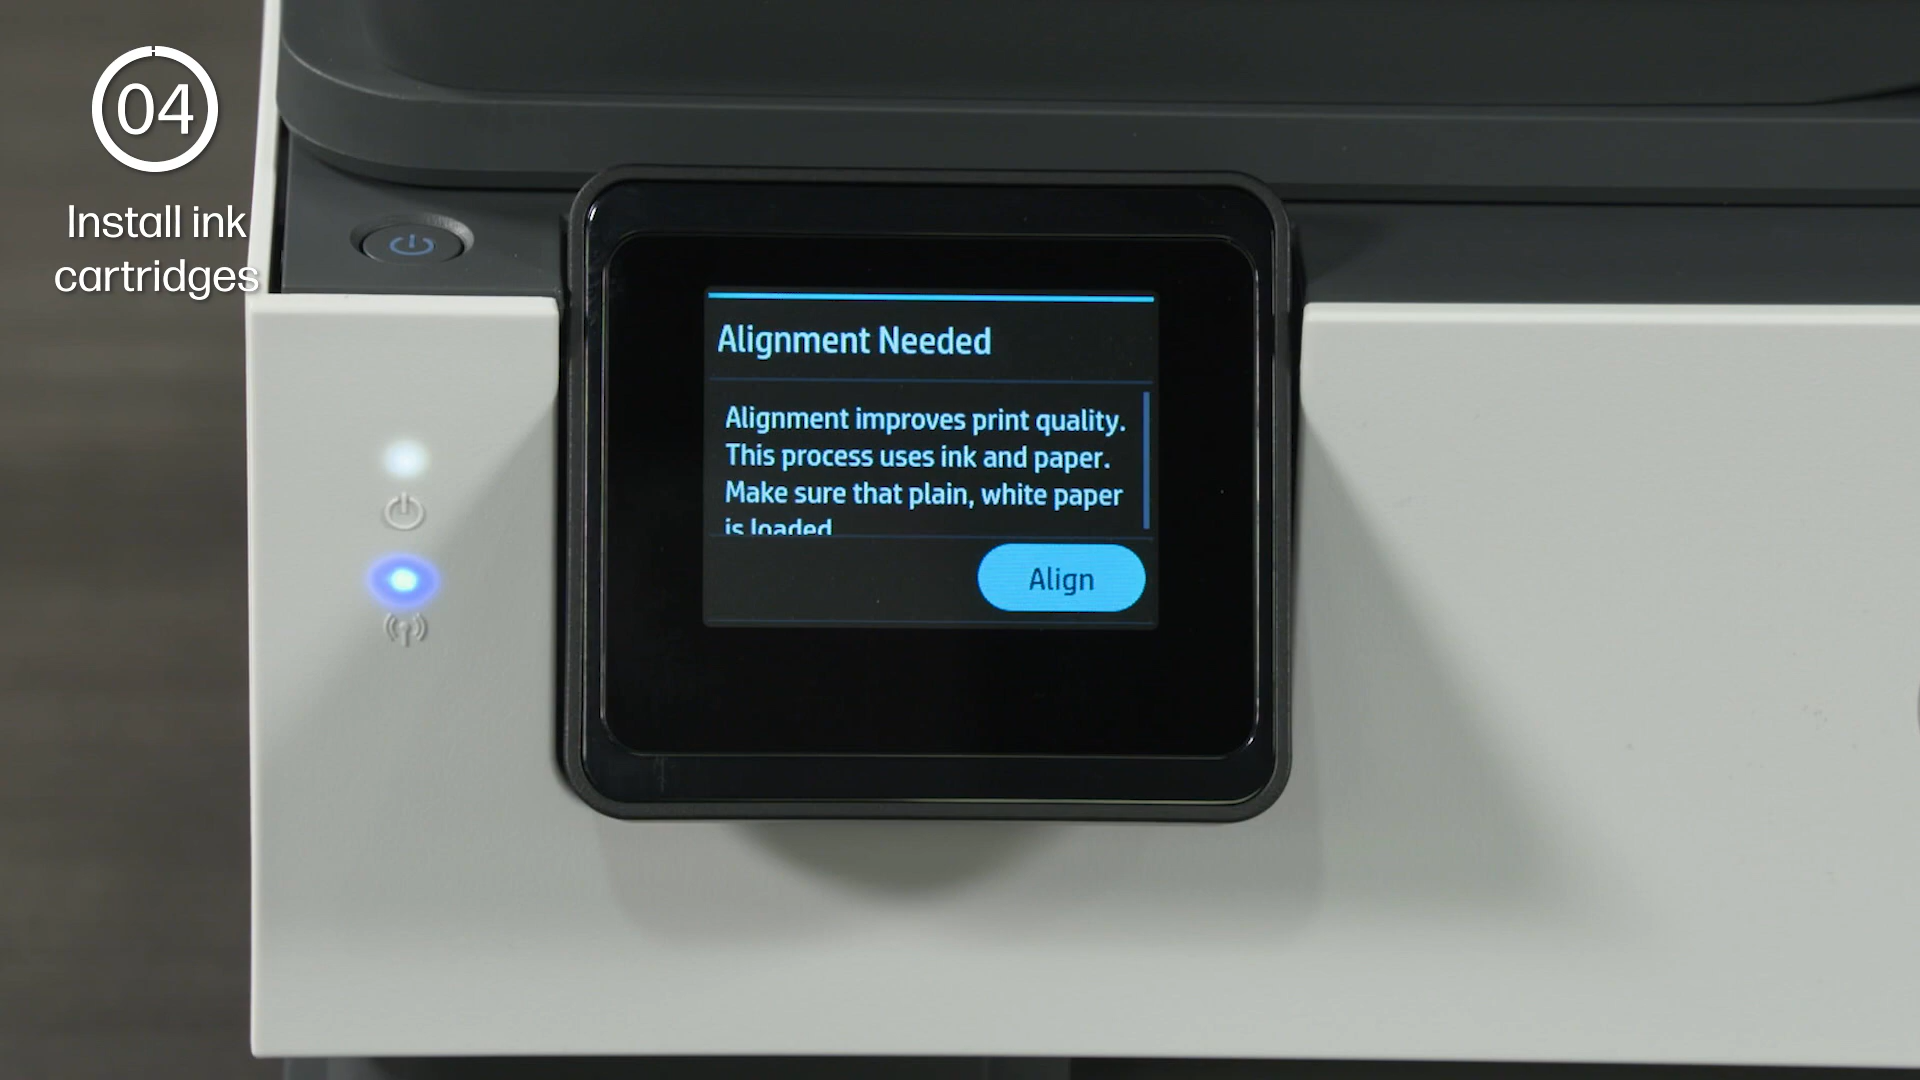 04
Install ink
cartridges
Alignment Needed
Alignment improves print quality.
This process uses ink and paper.
Make sure that plain, white paper
is loaded
Align